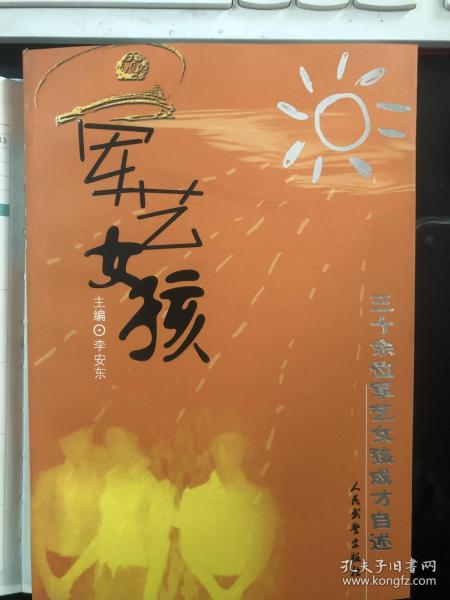 军艺女孩
主编⊙李安东
三十余位军艺女孩成才自述
人民武警出版社
13
孔夫子旧书网
www.kongfz.com